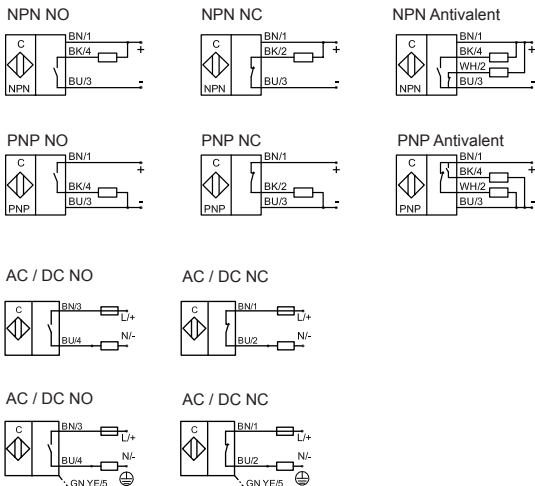 NPN NO
C
NPN
BN/1
BK/4
BU/3
+
-
NPN NC
C
NPN
BN/1
BK/2
BU/3
+
-
NPN Antivalent
C
NPN
BN/1
BK/4
WH/2
BU/3
+
-
PNP NO
C
PNP
BN/1
BK/4
BU/3
+
-
PNP NC
C
PNP
BN/1
BK/2
BU/3
+
-
PNP Antivalent
C
PNP
BN/1
BK/4
WH/2
BU/3
+
-
AC / DC NO
C
BN/3
BU/4
L/+
N/-
AC / DC NC
C
BN/1
BU/2
L/+
N/-
AC / DC NO
C
BN/3
BU/4
L/+
N/-
GN YE/5
AC / DC NC
C
BN/1
BU/2
L/+
N/-
GN YE/5